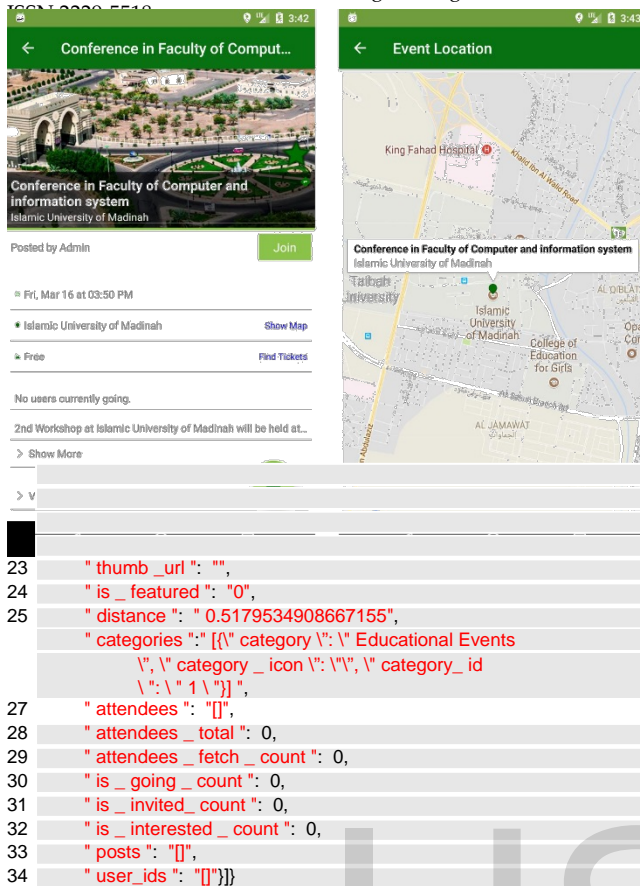 ISSN 2229-5518
3:42
← Conference in Faculty of Comput...
Conference in Faculty of Computer and
information system
Islamic University of Madinah
Posted by Admin
Join
Fri, Mar 16 at 03:50 PM
Islamic University of Madinah
Show Map
Free
Find Tickets
No users currently going.
2nd Workshop at Islamic University of Madinah will be held at...
> Show More
> V
3:43
← Event Location
King Fahad Hospital
Khalid Ibn Al Walid Road
Conference in Faculty of Computer and information system
Islamic University of Madinah
Taibah
University
AL DIBLAT
Islamic
University
of Madinah
College of
Education
for Girls
Opa
Cor
AL JAMAWAT
الجماوات
n Abdulaziz
23 " thumb _url ": "",
24 " is _ featured ": "0",
25 " distance ": " 0.5179534908667155",
" categories ":" [{\" category \": \" Educational Events
\", \" category _ icon \": \"\", \" category_ id
\ ": \ " 1 \ "}] ",
27 " attendees ": "[]",
28 " attendees _ total ": 0,
29 " attendees _ fetch _ count ": 0,
30 " is _ going _ count ": 0,
31 " is _ invited_ count ": 0,
32 " is _ interested _ count ": 0,
33 " posts ": "[]",
34 " user_ids ": "[]"}]}